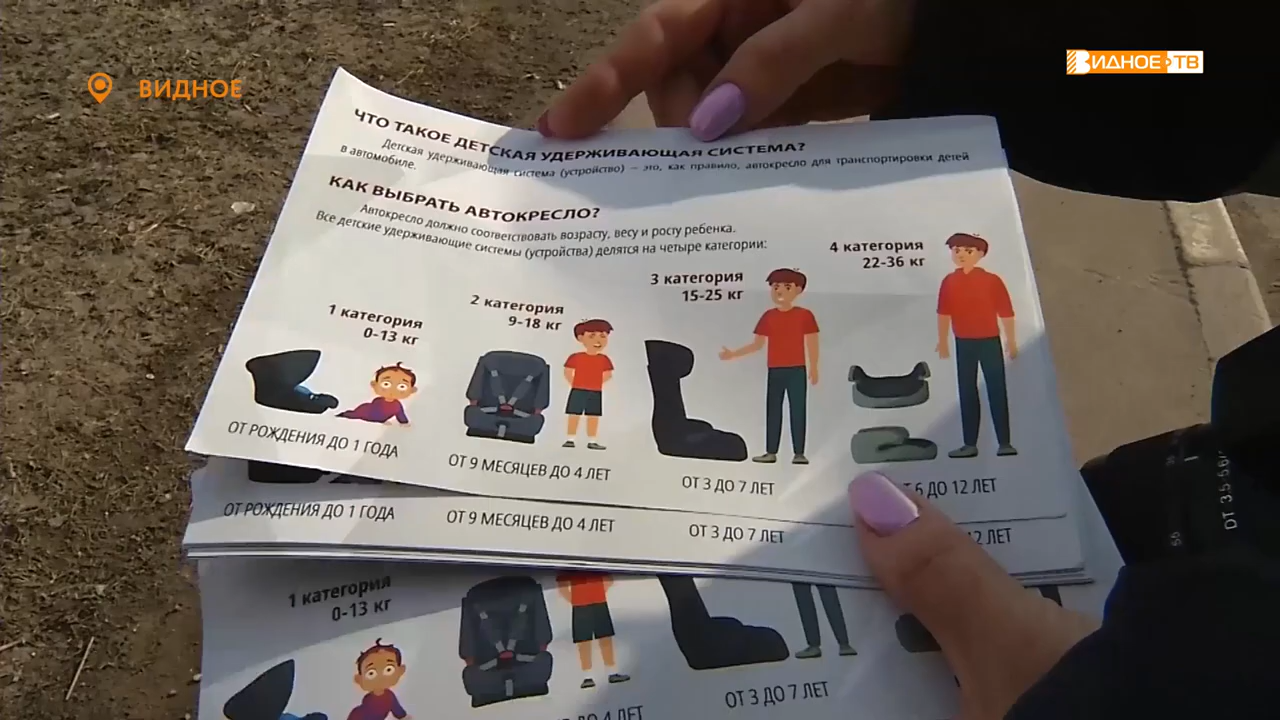 ВИДНОЕ
ВИДНОЕ ТВ
ЧТО ТАКОЕ ДЕТСКАЯ УДЕРЖИВАЮЩАЯ СИСТЕМА?
Детская удерживающая система (устройство) — это, как правило, автокресло для транспортировки детей
в автомобиле.
КАК ВЫБРАТЬ АВТОКРЕСЛО?
Автокресло должно соответствовать возрасту, весу и росту ребенка.
Все детские удерживающие системы (устройства) делятся на четыре категории:
1 категория
0-13 кг
2 категория
9-18 кг
3 категория
15-25 кг
4 категория
22-36 кг
ОТ РОЖДЕНИЯ ДО 1 ГОДА
ОТ 9 МЕСЯЦЕВ ДО 4 ЛЕТ
ОТ 3 ДО 7 ЛЕТ
6 ДО 12 ЛЕТ
ОТ РОЖДЕНИЯ ДО 1 ГОДА
ОТ 9 МЕСЯЦЕВ ДО 4 ЛЕТ
ОТ 3 ДО 7 ЛЕТ
12 ЛЕТ
1 категория
0-13 кг
ДО 4 ЛЕТ
ОТ 3 ДО 7 ЛЕТ